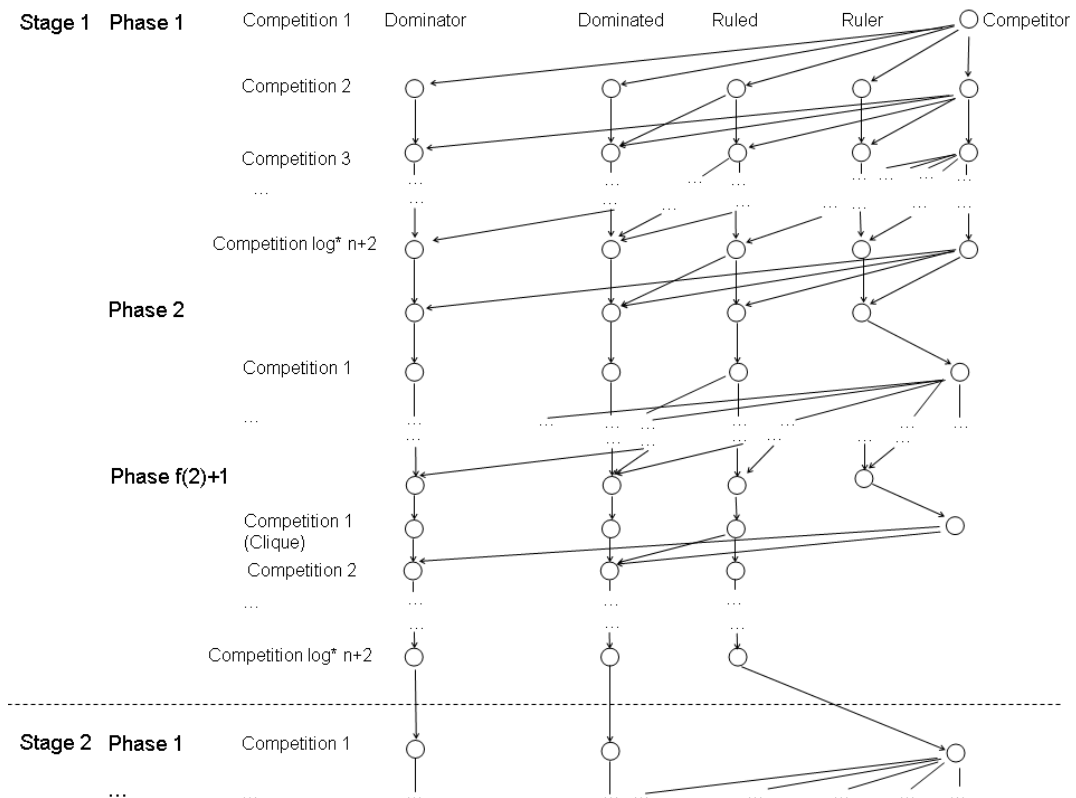 Stage 1 Phase 1 Competition 1 Dominator Dominated Ruled Ruler Competitor
Competition 2
Competition 3
... ... ... ... ... ... ... ... ... ...
... ... ... ... ... ... ... ... ...
Competition log* n+2
Phase 2
Competition 1
... ... ... ... ... ... ... ... ...
... ... ... ... ... ...
Phase f(2)+1
Competition 1
(Clique)
Competition 2
... ... ... ...
... ... ...
Competition log* n+2
Stage 2 Phase 1 Competition 1
... ... ... ... ... ... ... ... ...